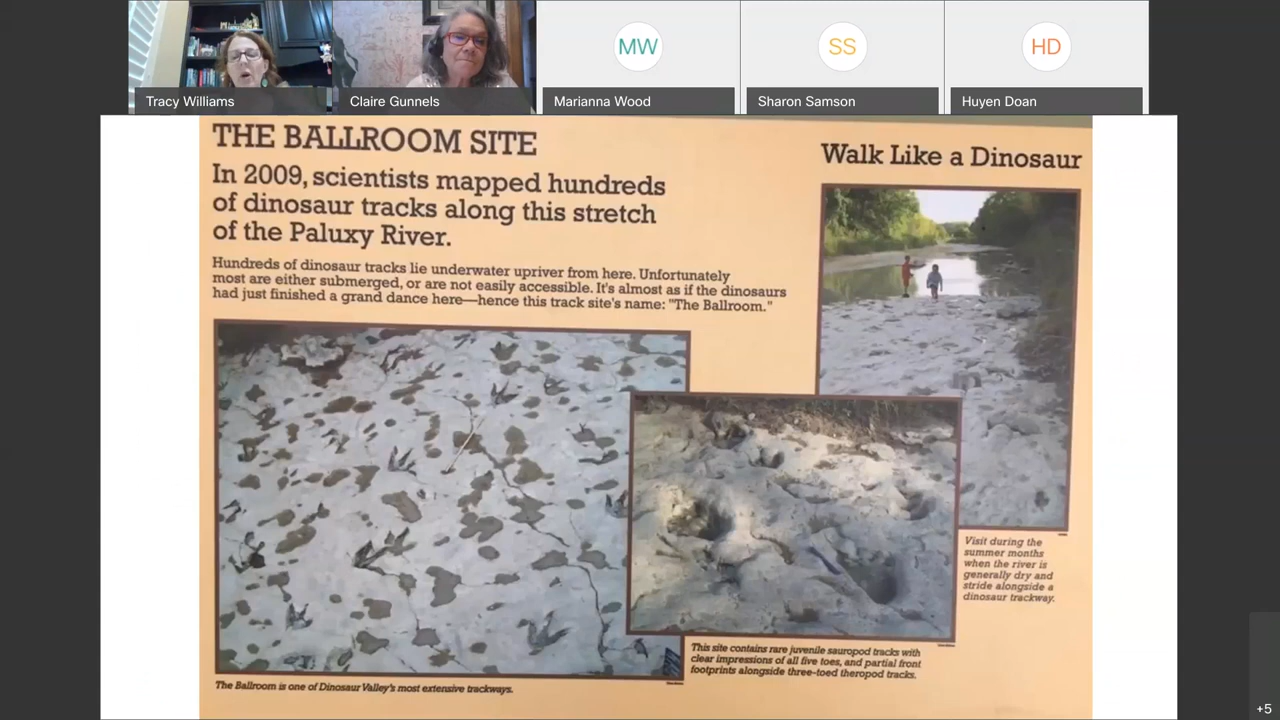 MW
SS
HD
Tracy Williams
Claire Gunnels
Marianna Wood
Sharon Samson
Huyen Doan
THE BALLROOM SITE
In 2009, scientists mapped hundreds
of dinosaur tracks along this stretch
of the Paluxy River.
Hundreds of dinosaur tracks lie underwater upriver from here. Unfortunately
most are either submerged, or are not easily accessible. It's almost as if the dinosaurs
had just finished a grand dance here—hence this track site's name: "The Ballroom."
The Ballroom is one of Dinosaur Valley's most extensive trackways.
This site contains rare juvenile sauropod tracks with
clear impressions of all five toes, and partial front
footprints alongside three-toed theropod tracks.
Walk Like a Dinosaur
Visit during the
summer months
when the river is
generally dry and
stride alongside a
dinosaur trackway.
+5